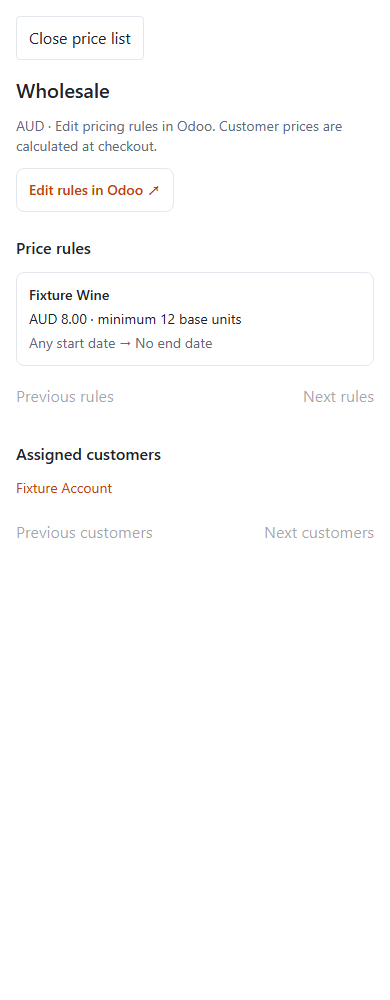 Close price list
Wholesale
AUD · Edit pricing rules in Odoo. Customer prices are
calculated at checkout.
Edit rules in Odoo ↗
Price rules
Fixture Wine
AUD 8.00 · minimum 12 base units
Any start date → No end date
Previous rules
Next rules
Assigned customers
Fixture Account
Previous customers
Next customers